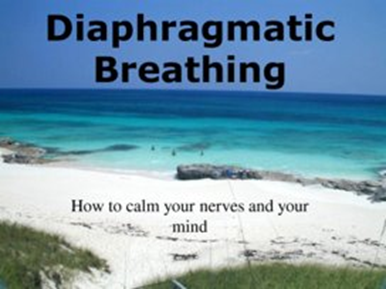 Diaphragmatic
Breathing
How to calm your nerves and your
mind